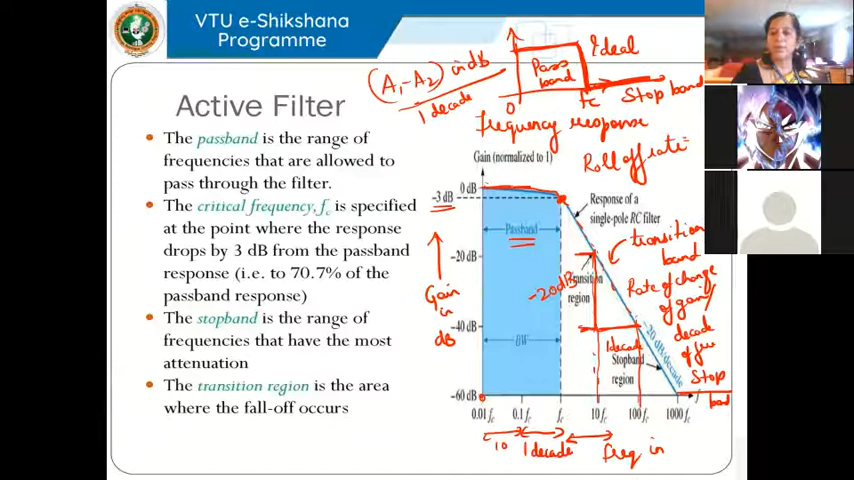 VTU e-Shikshana
Programme
Active Filter
The passband is the range of
frequencies that are allowed to
pass through the filter.
The critical frequency, fc is specified
at the point where the response
drops by 3 dB from the passband
response (i.e. to 70.7% of the
passband response)
The stopband is the range of
frequencies that have the most
attenuation
The transition region is the area
where the fall-off occurs
(A1-A2) in dB
1 decade
Ideal
Pass
band
0
fc
Stop band
Frequency response
Roll off rate =
Gain (normalized to 1)
0 dB
–3 dB
–20 dB
–40 dB
–60 dB
Gain
in
dB
Passband
BW
Response of a
single-pole RC filter
Transition
region
-20dB
transition
band
Rate of change
of gain/
decade
of
1decade
–20 dB/decade
Stopband
region
Stop
band
0.01 fc 0.1 fc fc 10 fc 100 fc 1000 fc
f
10 1decade Freq in